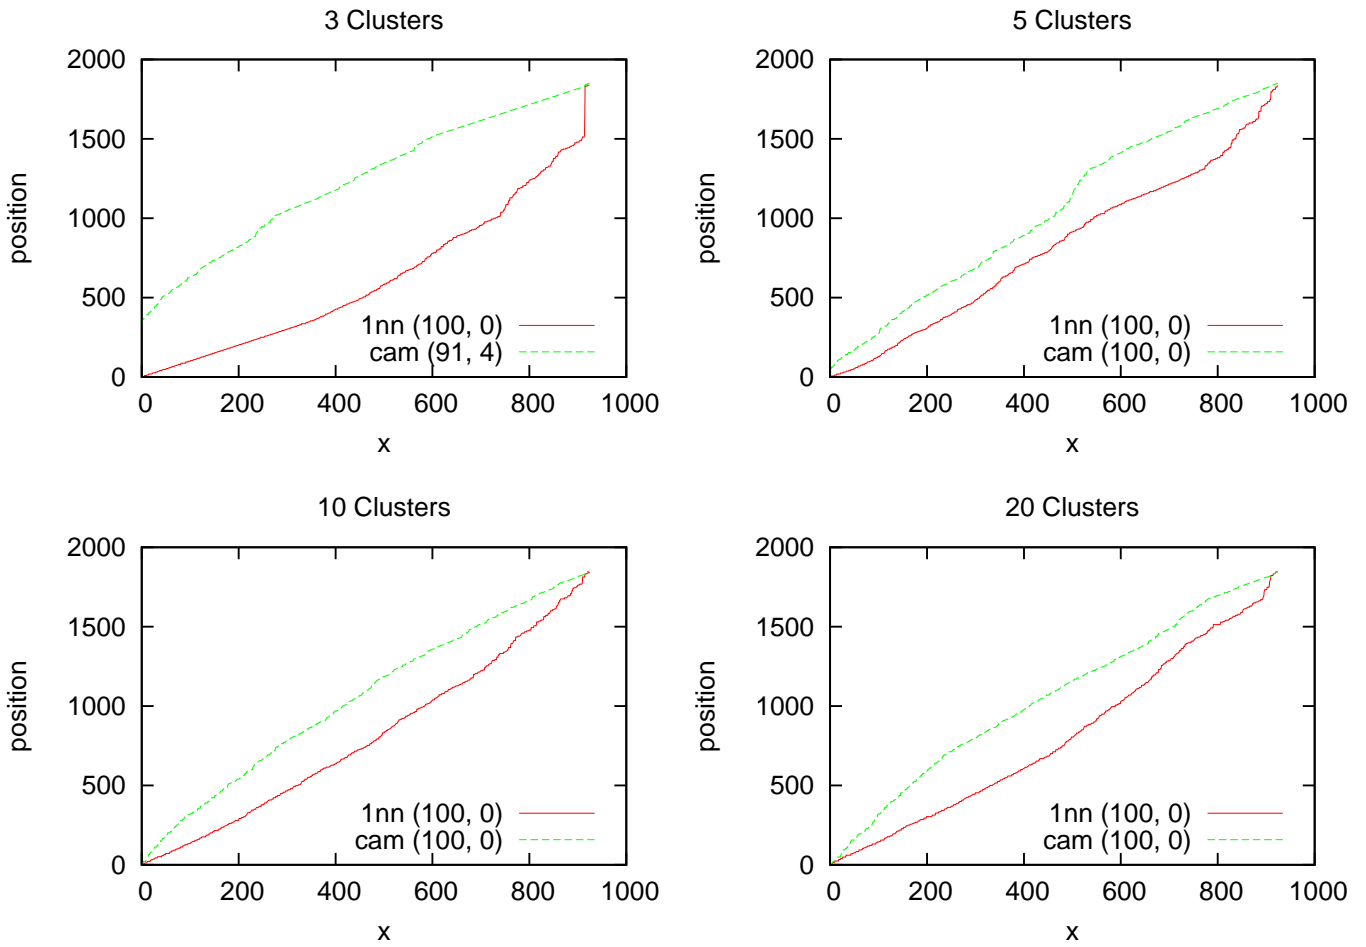 3 Clusters
2000
1500
1000
500
0
position
0 200 400 600 800 1000
x
1nn (100, 0)
cam (91, 4)
5 Clusters
2000
1500
1000
500
0
position
0 200 400 600 800 1000
x
1nn (100, 0)
cam (100, 0)
10 Clusters
2000
1500
1000
500
0
position
0 200 400 600 800 1000
x
1nn (100, 0)
cam (100, 0)
20 Clusters
2000
1500
1000
500
0
position
0 200 400 600 800 1000
x
1nn (100, 0)
cam (100, 0)